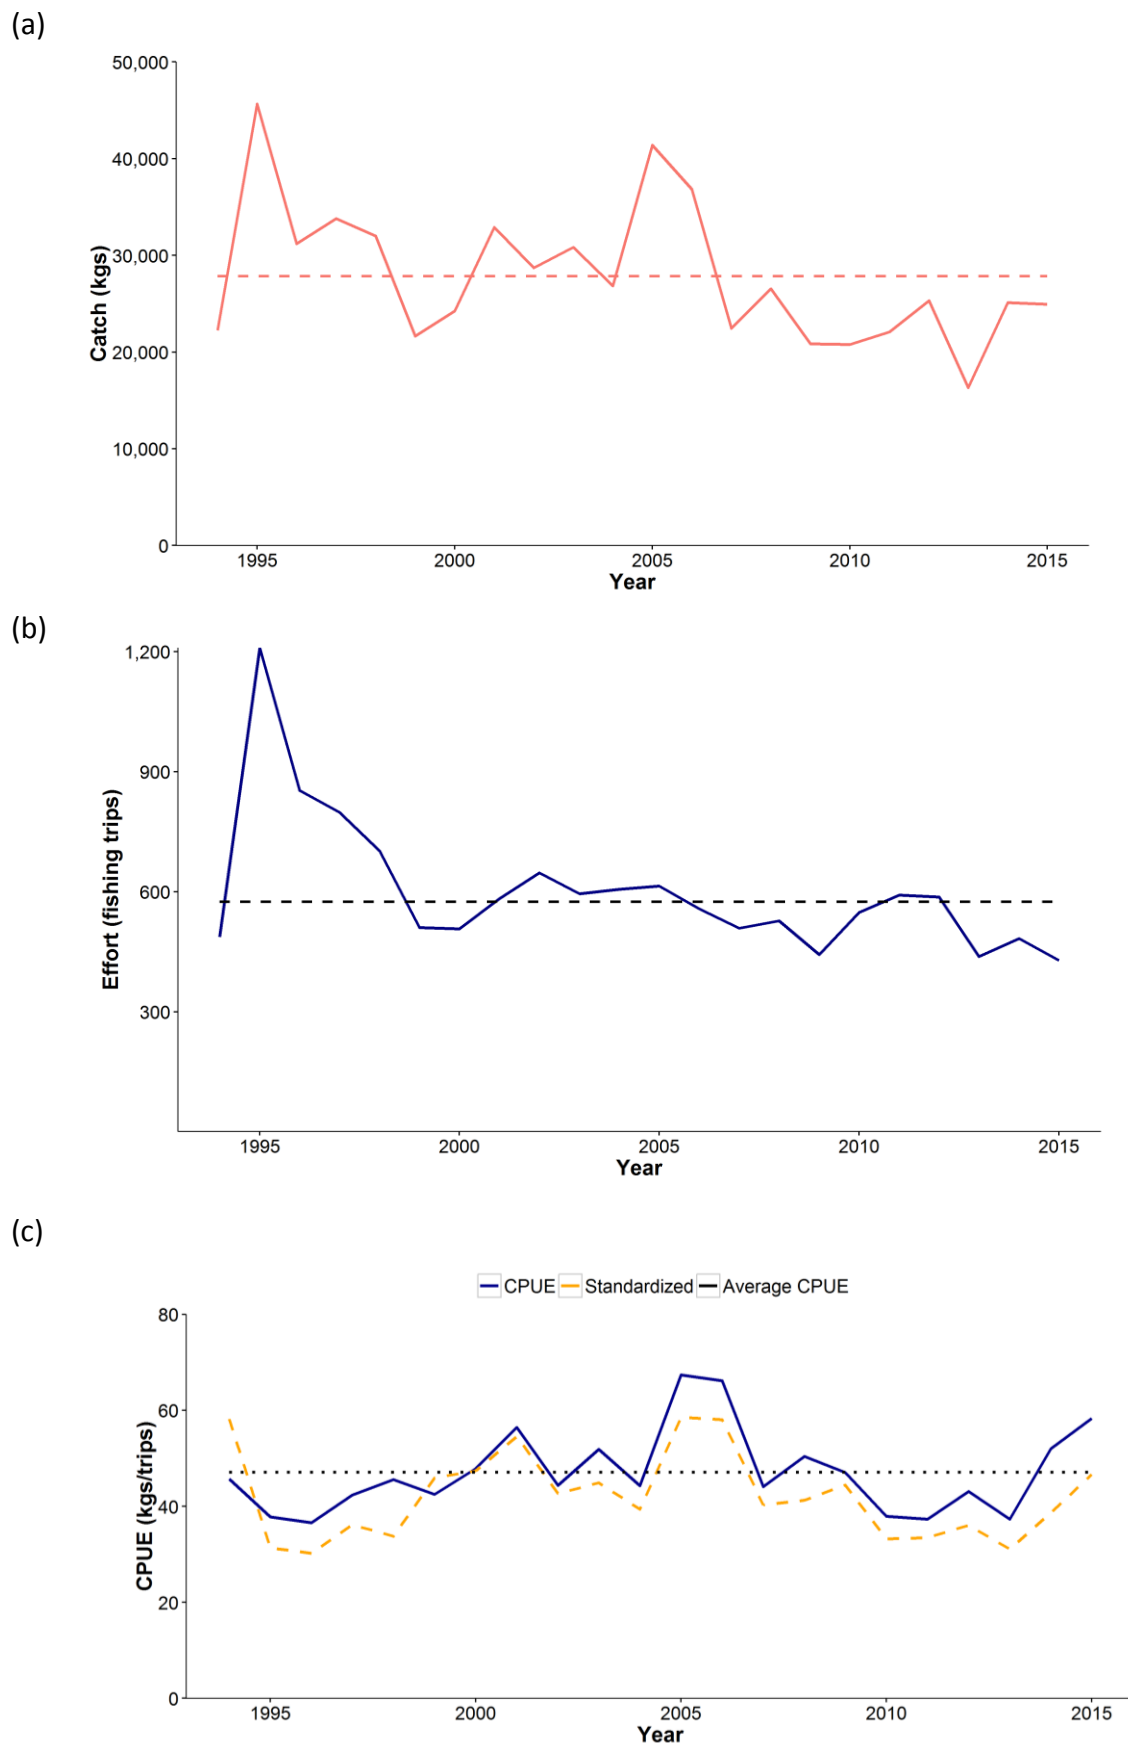 (a)
50,000
40,000
30,000
20,000
10,000
0
Catch (kgs)
1995 2000 2005 2010 2015
Year
(b)
1,200
900
600
300
Effort (fishing trips)
1995 2000 2005 2010 2015
Year
(c)
CPUE Standardized Average CPUE
80
60
40
20
0
CPUE (kgs/trips)
1995 2000 2005 2010 2015
Year